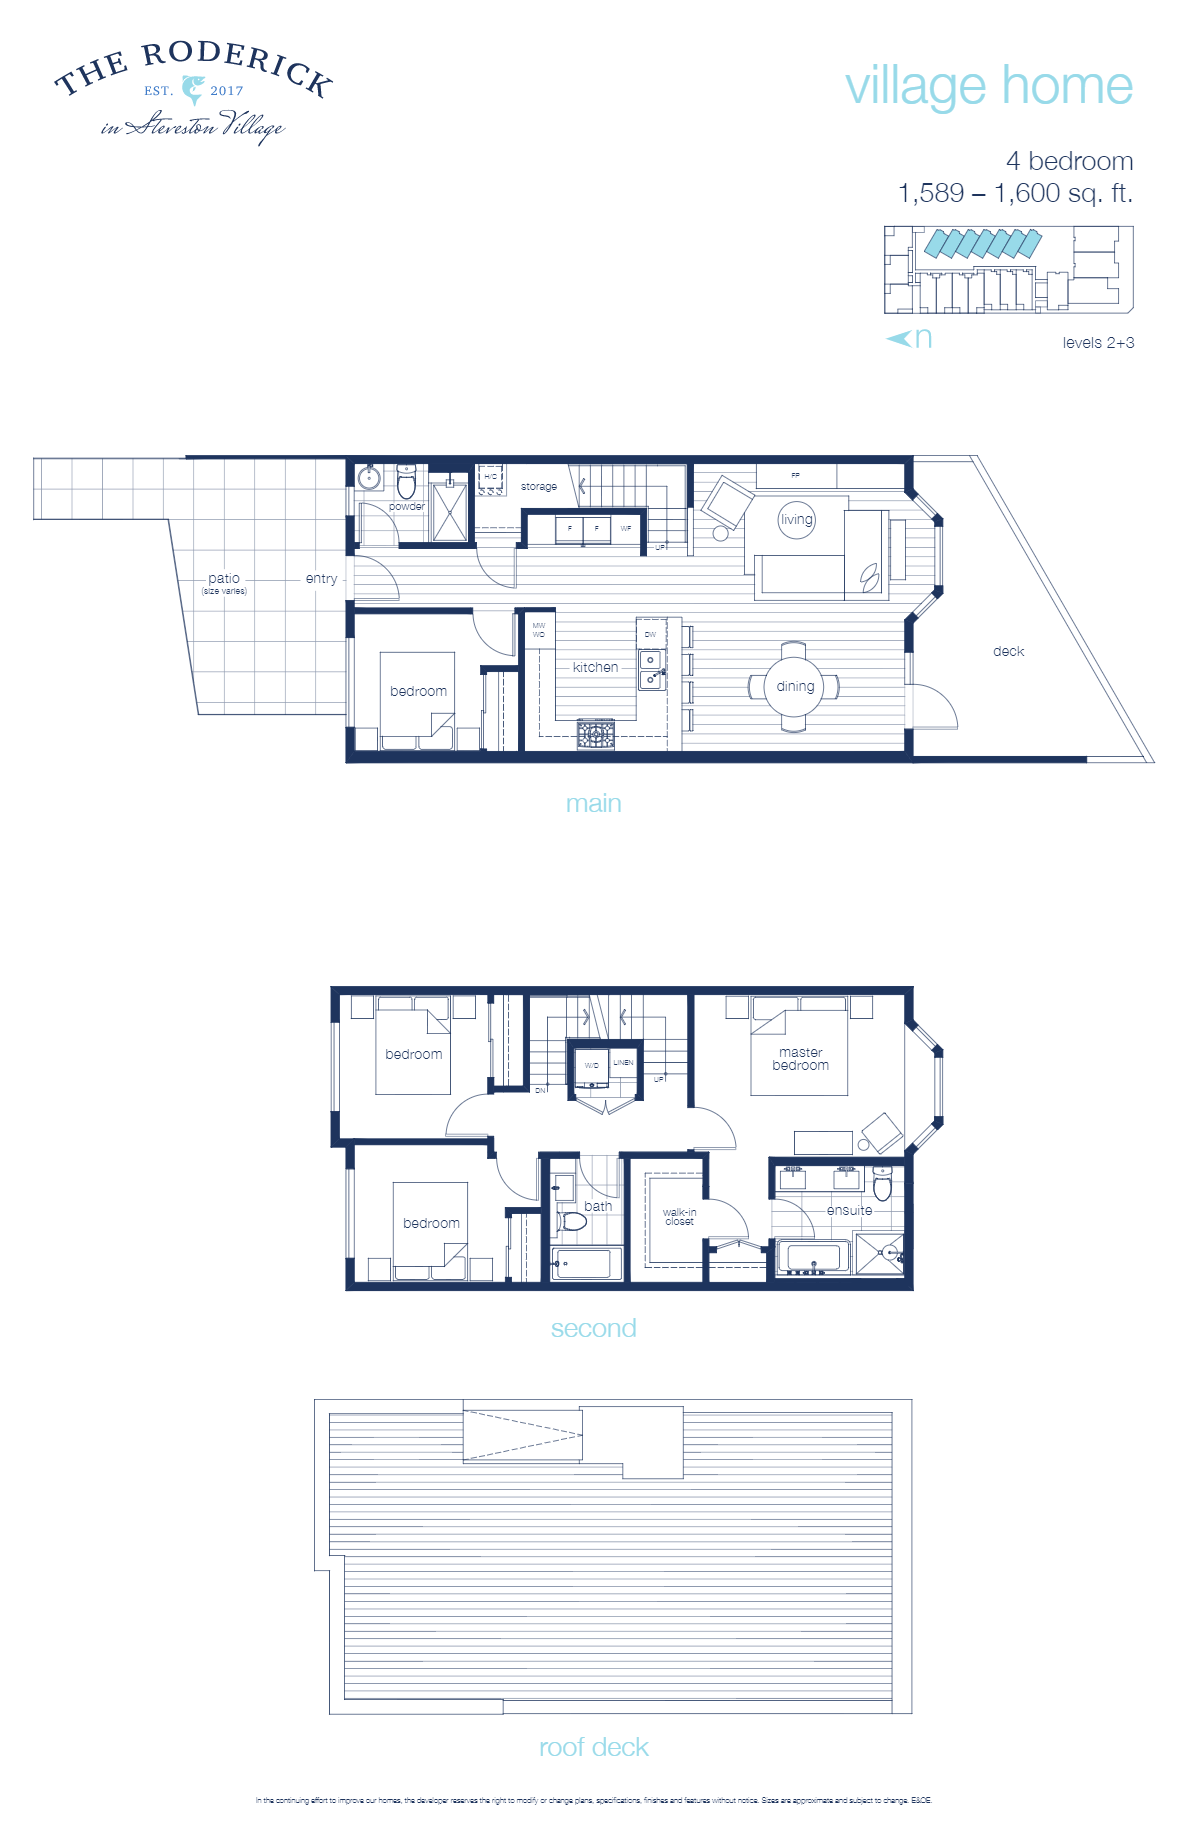 THE RODERICK
EST. 2017
in Steveston Village
village home
4 bedroom
1,589 – 1,600 sq. ft.
n
levels 2+3
H/C
storage
FP
powder
F F WF
living
UP
patio
(size varies)
entry
MW
WD
DW
kitchen
deck
bedroom
dining
main
bedroom
master
bedroom
W/D
LINEN
DN
UP
bath
walk-in
closet
ensuite
bedroom
second
roof deck
In the continuing effort to improve our homes, the developer reserves the right to modify or change plans, specifications, finishes and features without notice. Sizes are approximate and subject to change. E&OE.